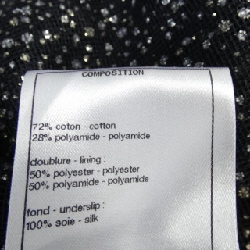 COMPOSITION
72% coton - cotton
28% polyamide - polyamide
doublure - lining :
50% polyester - polyester
50% polyamide - polyamide
fond - underslip :
100% soie - silk